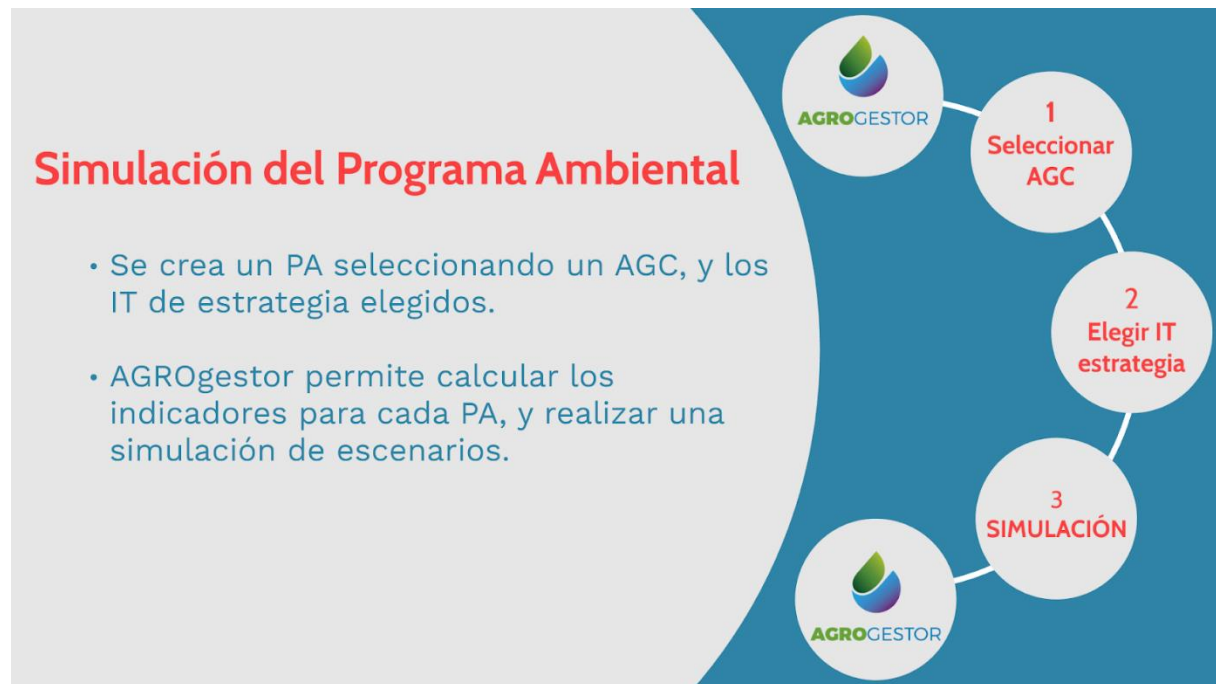 Simulación del Programa Ambiental
• Se crea un PA seleccionando un AGC, y los
IT de estrategia elegidos.
• AGROgestor permite calcular los
indicadores para cada PA, y realizar una
simulación de escenarios.
AGROGESTOR
1
Seleccionar
AGC
2
Elegir IT
estrategia
3
SIMULACIÓN
AGROGESTOR